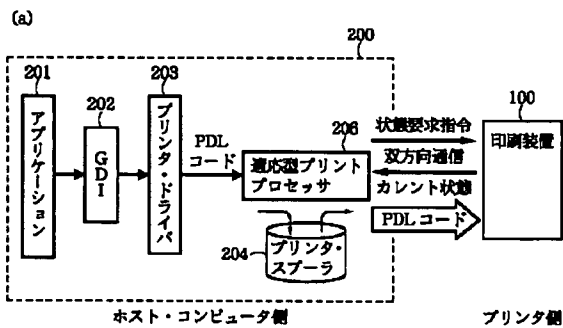 (a)
200
201
アプリケーション
202
GDI
203
プリンタ・ドライバ
PDL
コード
206
適応型プリント
プロセッサ
204
プリンタ・
スプーラ
状態要求指令
双方向通信
カレント状態
PDLコード
100
印刷装置
ホスト・コンピュータ側
プリンタ側